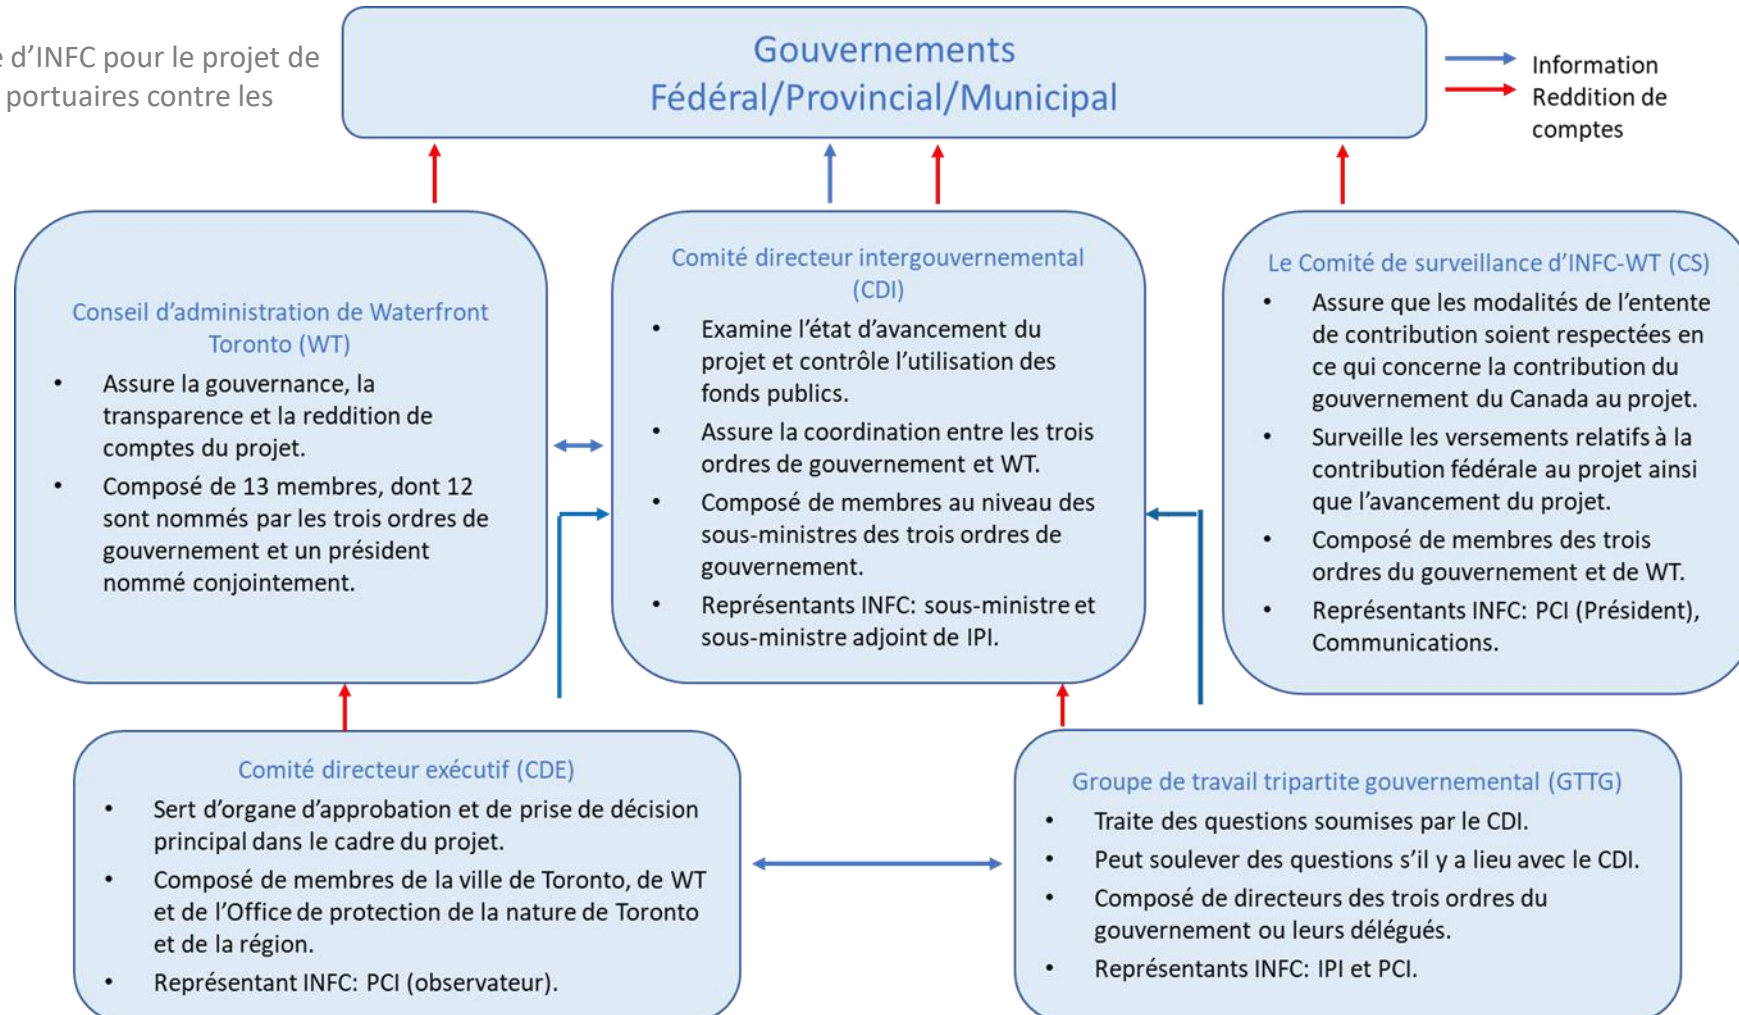 e d’INFC pour le projet de
portuaires contre les
Gouvernements
Fédéral/Provincial/Municipal
Information
Reddition de
comptes
Conseil d’administration de Waterfront
Toronto (WT)
• Assure la gouvernance, la
transparence et la reddition de
comptes du projet.
• Composé de 13 membres, dont 12
sont nommés par les trois ordres de
gouvernement et un président
nommé conjointement.
Comité directeur intergouvernemental
(CDI)
• Examine l’état d’avancement du
projet et contrôle l’utilisation des
fonds publics.
• Assure la coordination entre les trois
ordres de gouvernement et WT.
• Composé de membres au niveau des
sous-ministres des trois ordres de
gouvernement.
• Représentants INFC: sous-ministre et
sous-ministre adjoint de IPI.
Le Comité de surveillance d’INFC-WT (CS)
• Assure que les modalités de l’entente
de contribution soient respectées en
ce qui concerne la contribution du
gouvernement du Canada au projet.
• Surveille les versements relatifs à la
contribution fédérale au projet ainsi
que l’avancement du projet.
• Composé de membres des trois
ordres du gouvernement et de WT.
• Représentants INFC: PCI (Président),
Communications.
Comité directeur exécutif (CDE)
• Sert d’organe d’approbation et de prise de décision
principal dans le cadre du projet.
• Composé de membres de la ville de Toronto, de WT
et de l’Office de protection de la nature de Toronto
et de la région.
• Représentant INFC: PCI (observateur).
Groupe de travail tripartite gouvernemental (GTTG)
• Traite des questions soumises par le CDI.
• Peut soulever des questions s’il y a lieu avec le CDI.
• Composé de directeurs des trois ordres du
gouvernement ou leurs délégués.
• Représentants INFC: IPI et PCI.